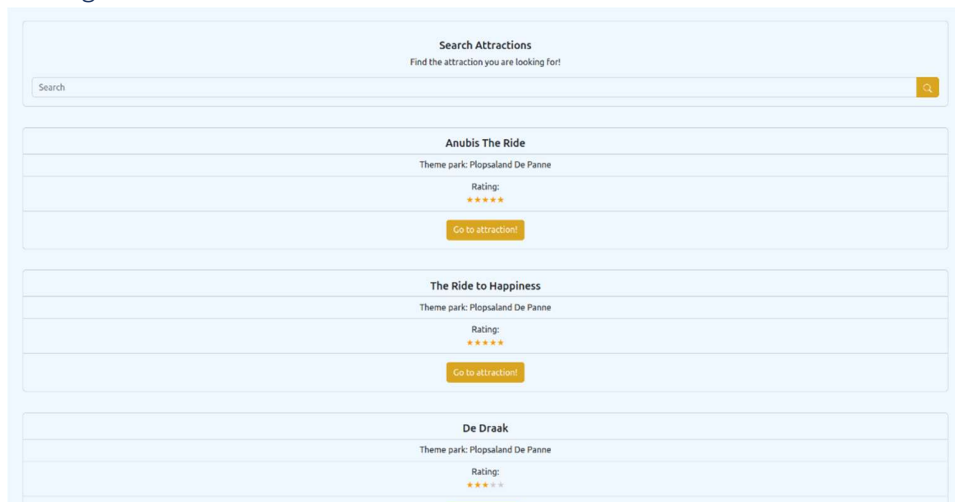 Search Attractions
Find the attraction you are looking for!
Search
Anubis The Ride
Theme park: Plopsaland De Panne
Rating:
★★★★★
Go to attraction!
The Ride to Happiness
Theme park: Plopsaland De Panne
Rating:
★★★★★
Go to attraction!
De Draak
Theme park: Plopsaland De Panne
Rating:
★★★★★